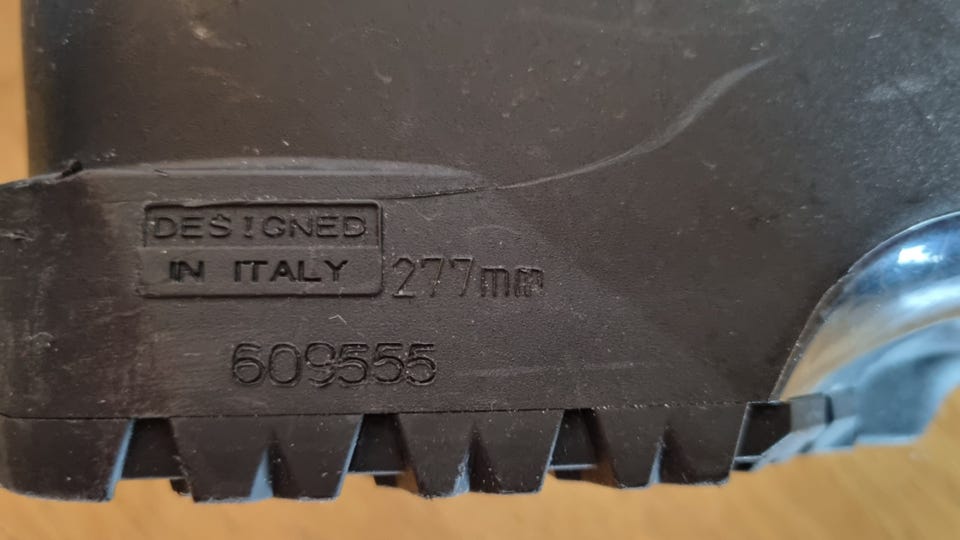 DESIGNED
IN ITALY
277mm
609555